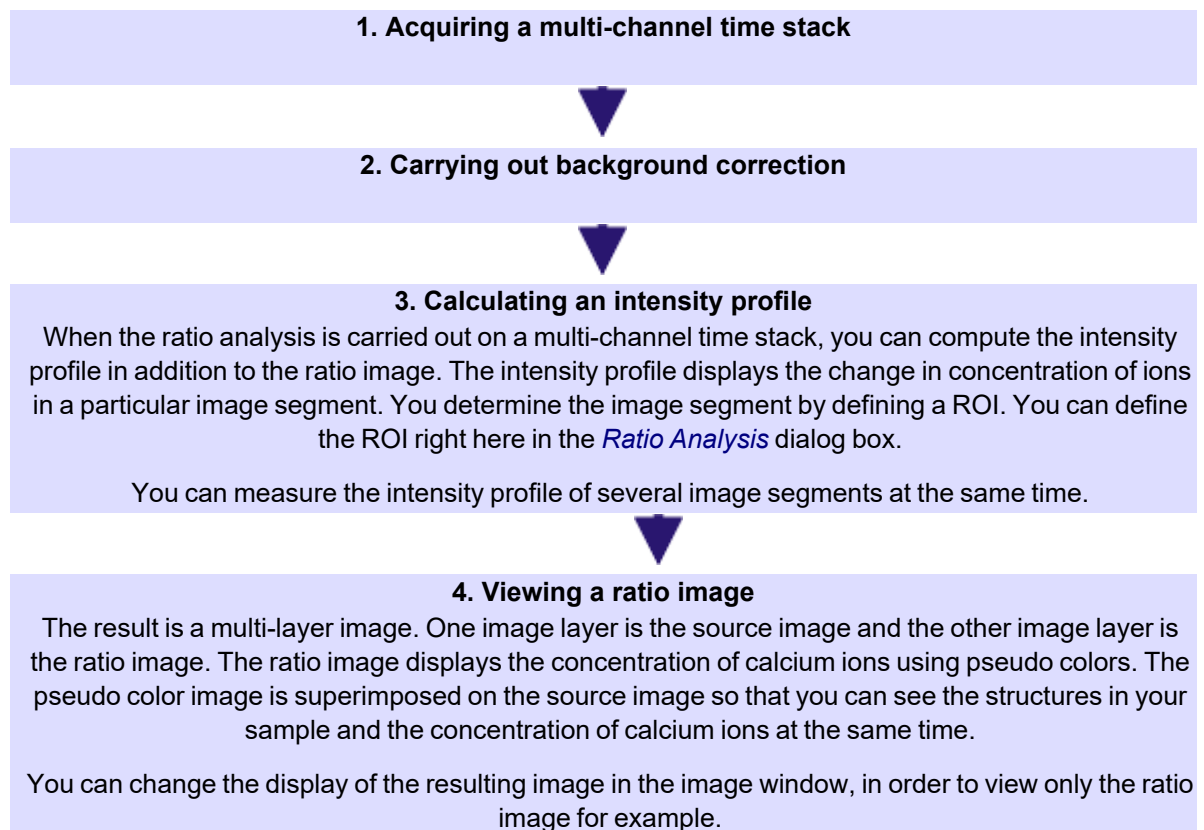 1. Acquiring a multi-channel time stack
2. Carrying out background correction
3. Calculating an intensity profile
When the ratio analysis is carried out on a multi-channel time stack, you can compute the intensity
profile in addition to the ratio image. The intensity profile displays the change in concentration of ions
in a particular image segment. You determine the image segment by defining a ROI. You can define
the ROI right here in the Ratio Analysis dialog box.
You can measure the intensity profile of several image segments at the same time.
4. Viewing a ratio image
The result is a multi-layer image. One image layer is the source image and the other image layer is
the ratio image. The ratio image displays the concentration of calcium ions using pseudo colors. The
pseudo color image is superimposed on the source image so that you can see the structures in your
sample and the concentration of calcium ions at the same time.
You can change the display of the resulting image in the image window, in order to view only the ratio
image for example.